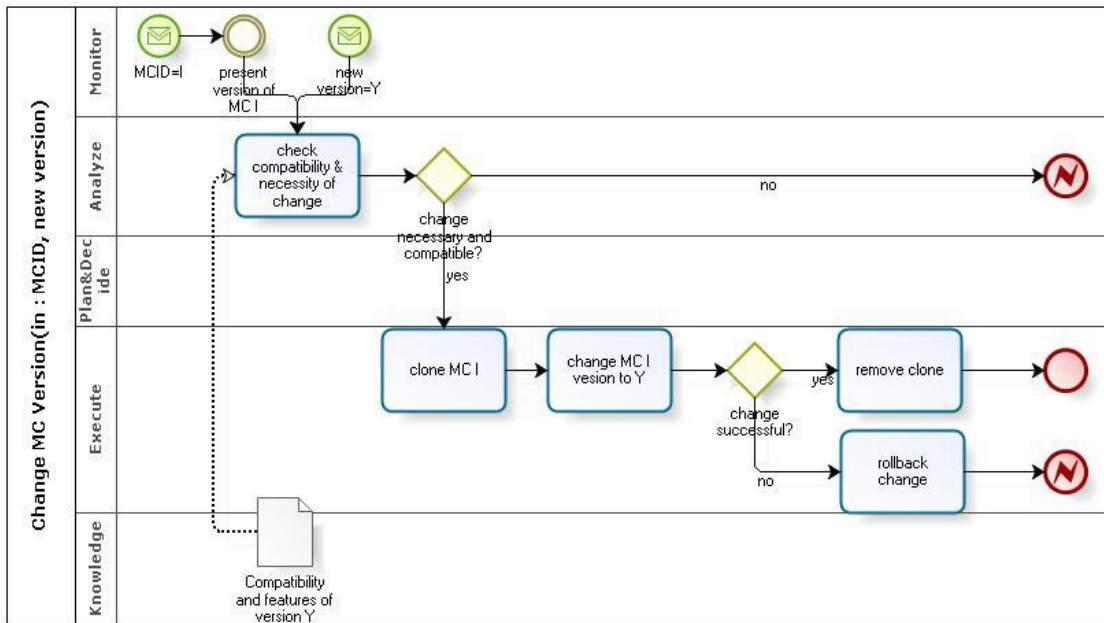 Change MC Version(in : MCID, new version)
Monitor
MCID=I
present
version of
MC I
new
version=Y
Analyze
check
compatibility &
necessity of
change
no
change
necessary and
compatible?
Plan&Dec
ide
yes
Execute
clone MC I
change MC I
vesion to Y
yes
remove clone
change
successful?
no
rollback
change
Knowledge
Compatibility
and features of
version Y